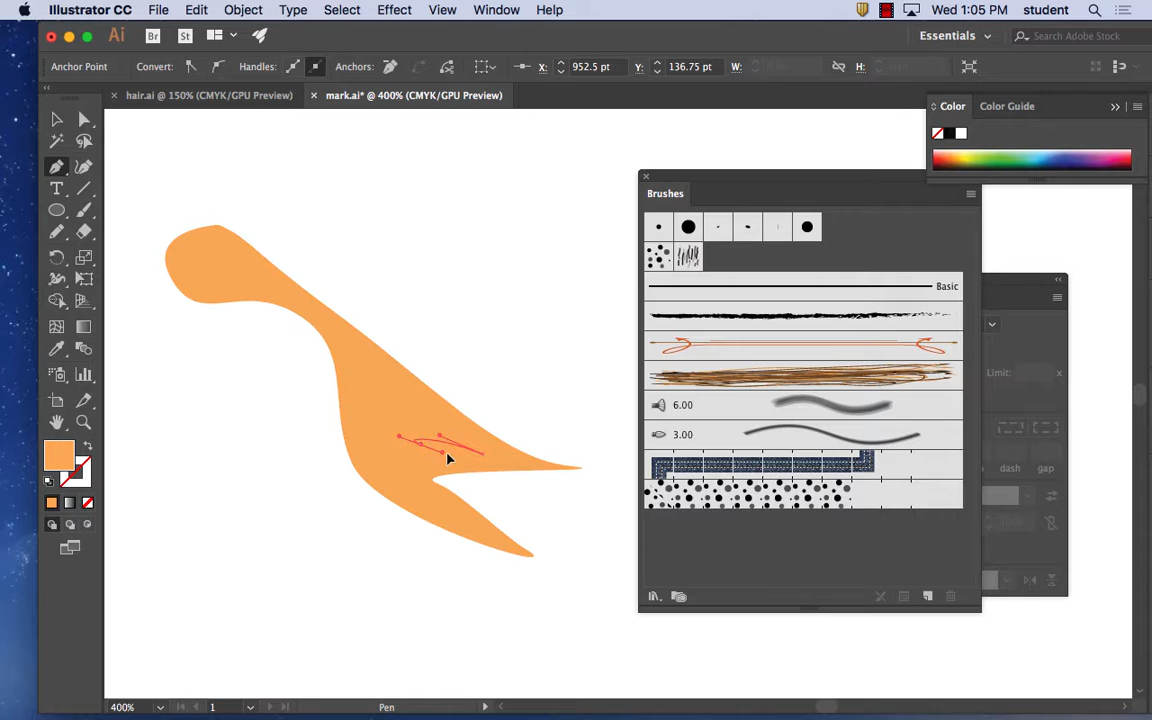 Illustrator CC File Edit Object Type Select Effect View Window Help Wed 1:05 PM student
Ai Br St Essentials Search Adobe Stock
Anchor Point Convert: Handles: Anchors: X: 952.5 pt Y: 136.75 pt W: H:
× hair.ai @ 150% (CMYK/GPU Preview) × mark.ai* @ 400% (CMYK/GPU Preview)
Color Color Guide
Brushes
Basic
Limit: x
6.00
3.00
dash gap
400% 1 Pen